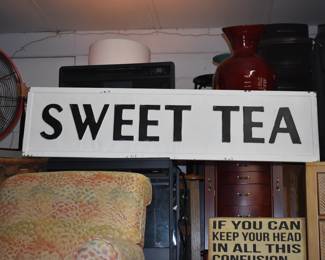 SWEET TEA
IF YOU CAN
KEEP YOUR HEAD
IN ALL THIS
CONFUSION